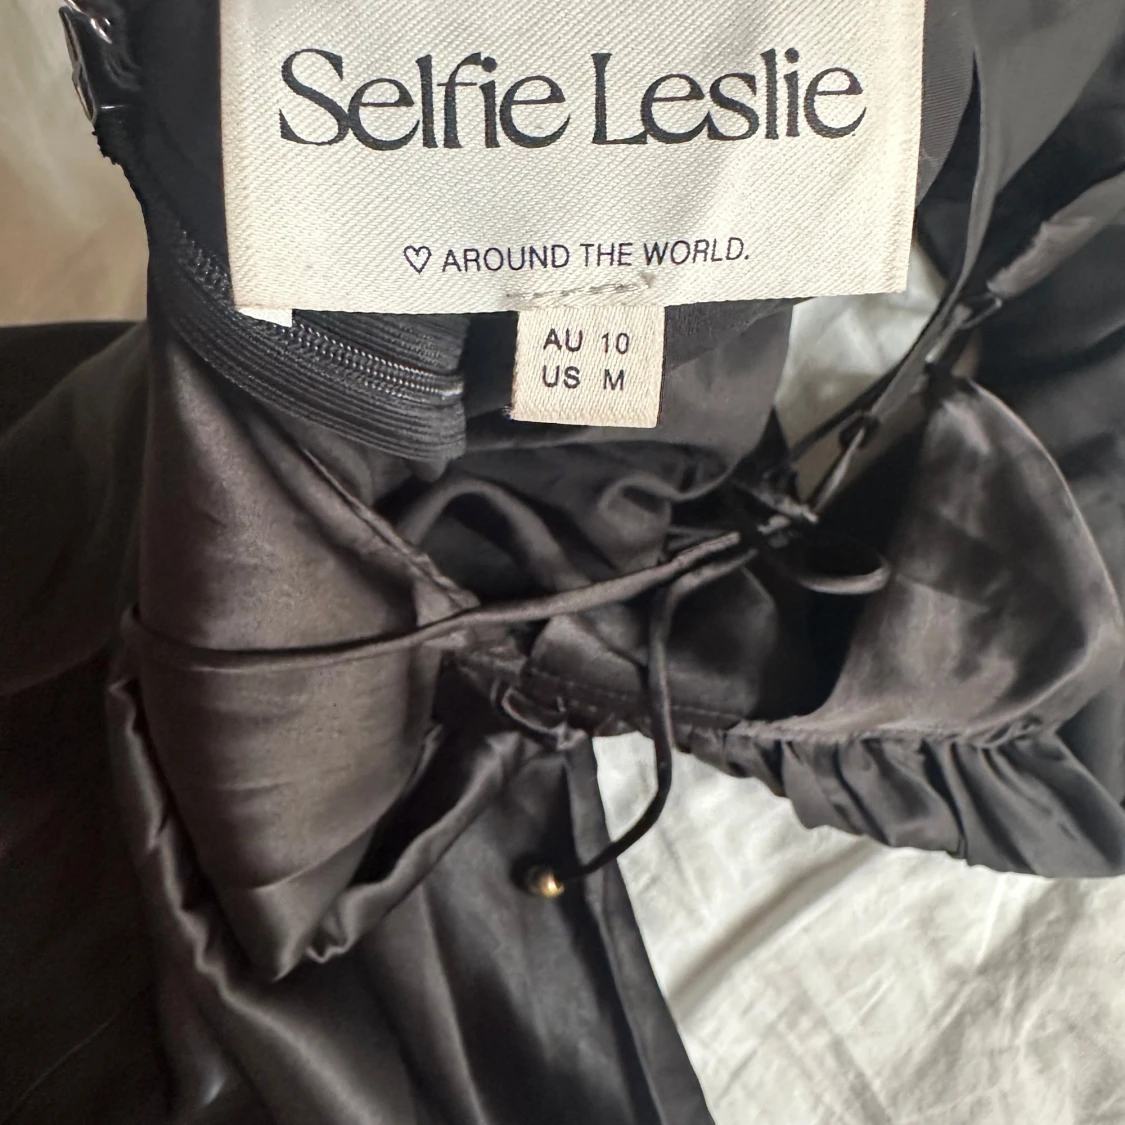 Selfie Leslie
♡ AROUND THE WORLD.
AU 10
US M